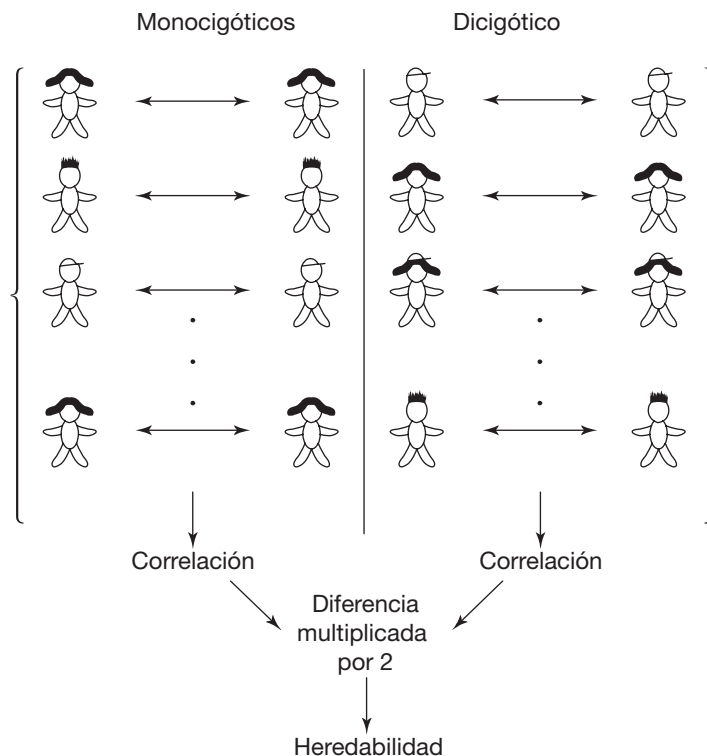 Monocigóticos
Dicigótico
Correlación
Correlación
Diferencia
multiplicada
por 2
Heredabilidad